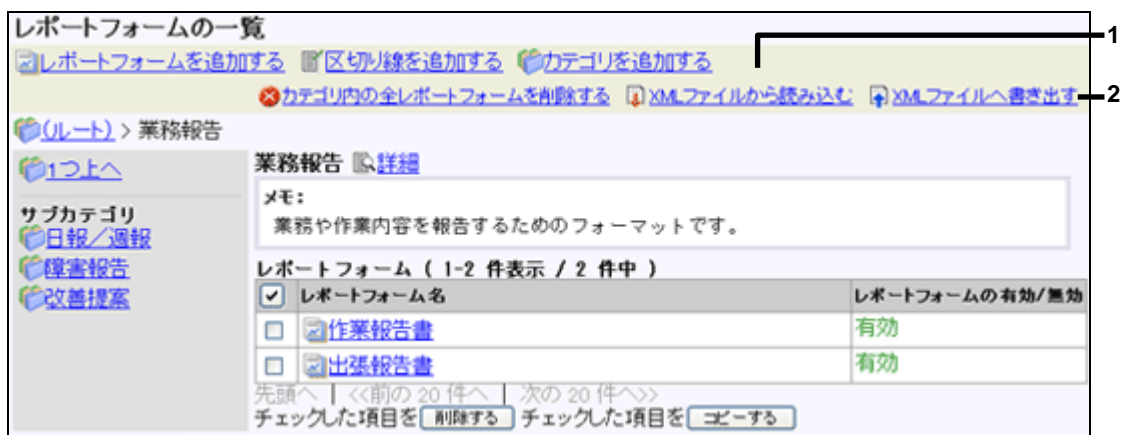 レポートフォームの一覧
レポートフォームを追加する 区切り線を追加する カテゴリを追加する
1
カテゴリ内の全レポートフォームを削除する XMLファイルから読み込む XMLファイルへ書き出す
2
(ルート) > 業務報告
1つ上へ
サブカテゴリ
日報／週報
障害報告
改善提案
業務報告 詳細
メモ:
業務や作業内容を報告するためのフォーマットです。
レポートフォーム ( 1-2 件表示 / 2 件中 )
レポートフォーム名 レポートフォームの有効/無効
作業報告書 有効
出張報告書 有効
先頭へ | <<前の 20 件へ | 次の 20 件へ>>
チェックした項目を 削除する チェックした項目を コピーする